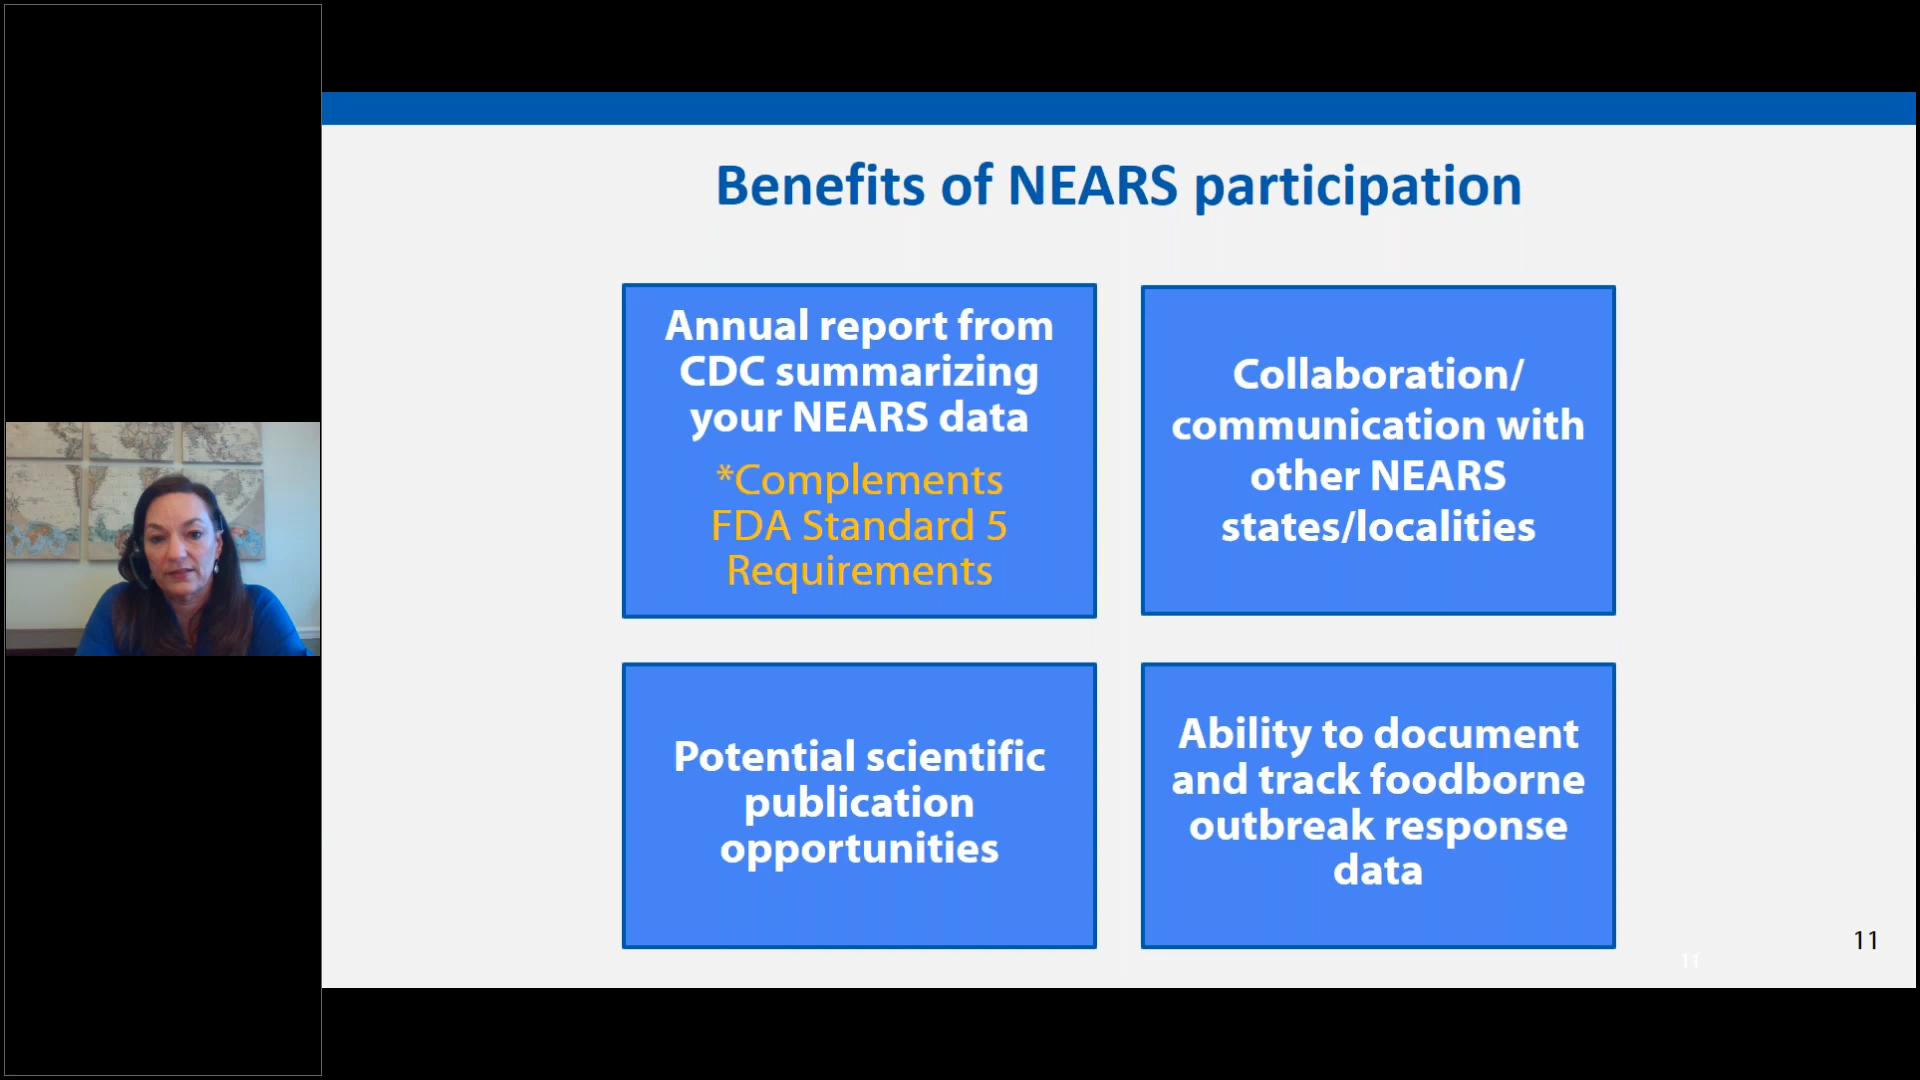 Benefits of NEARS participation
Annual report from
CDC summarizing
your NEARS data
*Complements
FDA Standard 5
Requirements
Collaboration/
communication with
other NEARS
states/localities
Potential scientific
publication
opportunities
Ability to document
and track foodborne
outbreak response
data
11
11